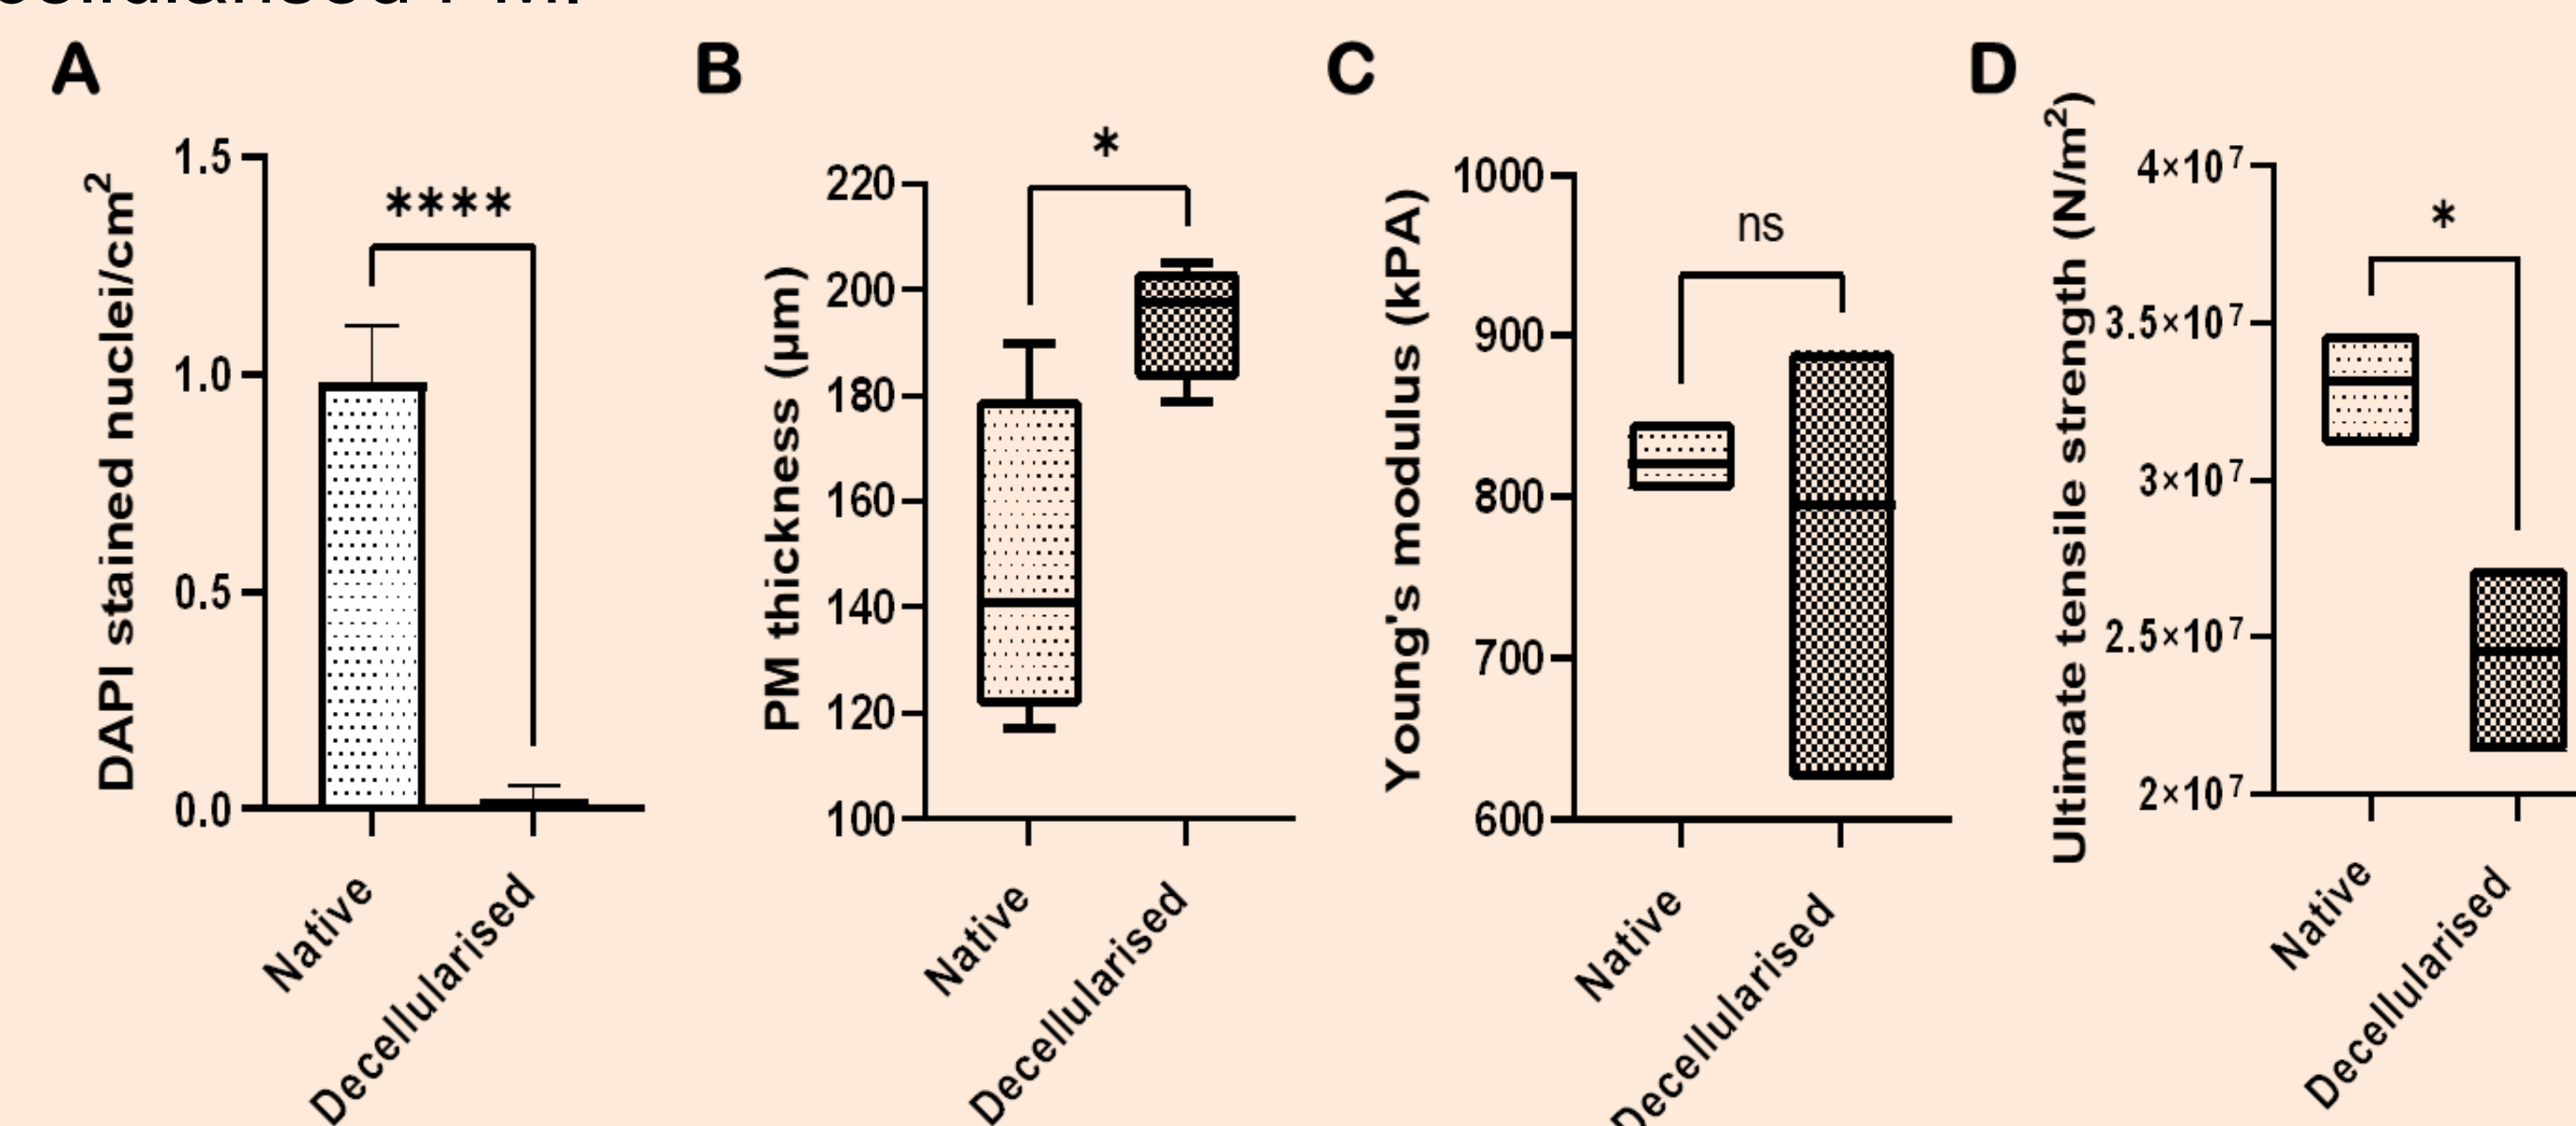 A
DAPI stained nuclei/cm²
1.5
1.0
0.5
0.0
****
Native
Decellularised
B
PM thickness (µm)
220
200
180
160
140
120
100
*
Native
Decellularised
C
Young's modulus (kPA)
1000
900
800
700
600
ns
Native
Decellularised
D
Ultimate tensile strength (N/m²)
4×10⁷
3.5×10⁷
3×10⁷
2.5×10⁷
2×10⁷
*
Native
Decellularised